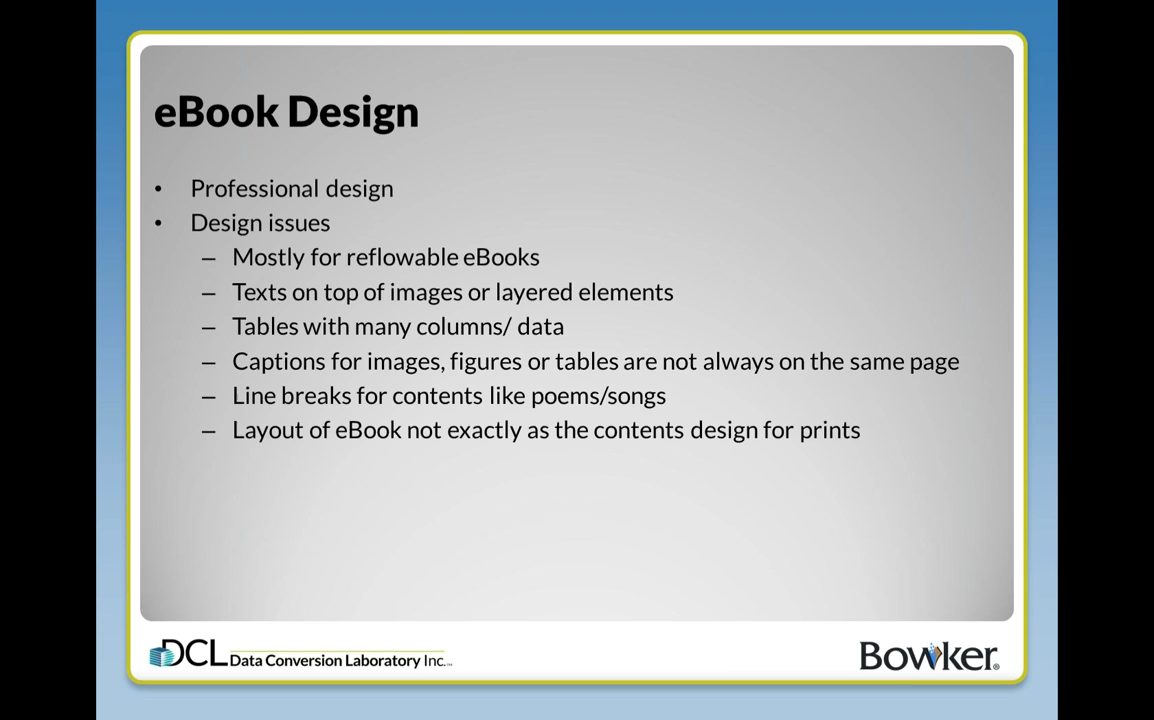 eBook Design
• Professional design
• Design issues
– Mostly for reflowable eBooks
– Texts on top of images or layered elements
– Tables with many columns/ data
– Captions for images, figures or tables are not always on the same page
– Line breaks for contents like poems/songs
– Layout of eBook not exactly as the contents design for prints
DCL Data Conversion Laboratory Inc.™
Bowker®